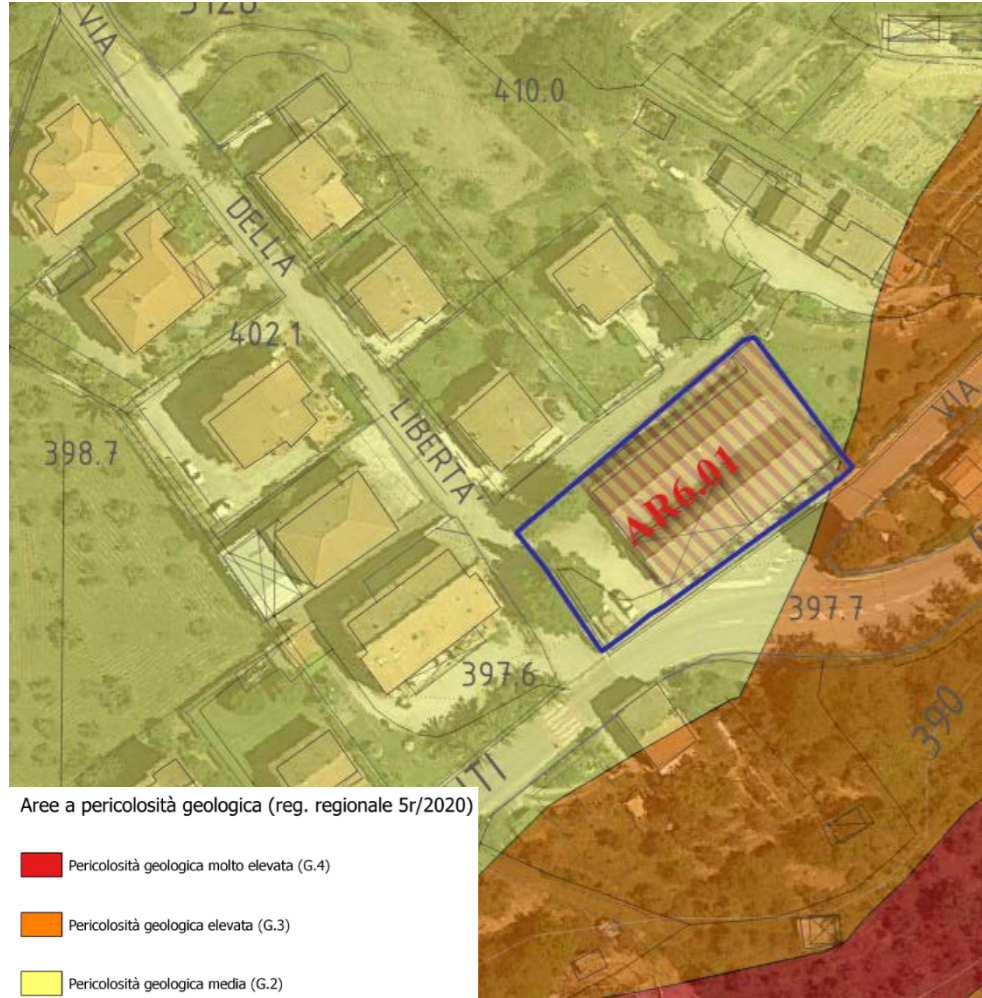 VIA
DELLA
LIBERTA'
410.0
402.1
398.7
AR6.01
VIA
397.7
397.6
390
ITI
Aree a pericolosità geologica (reg. regionale 5r/2020)
Pericolosità geologica molto elevata (G.4)
Pericolosità geologica elevata (G.3)
Pericolosità geologica media (G.2)